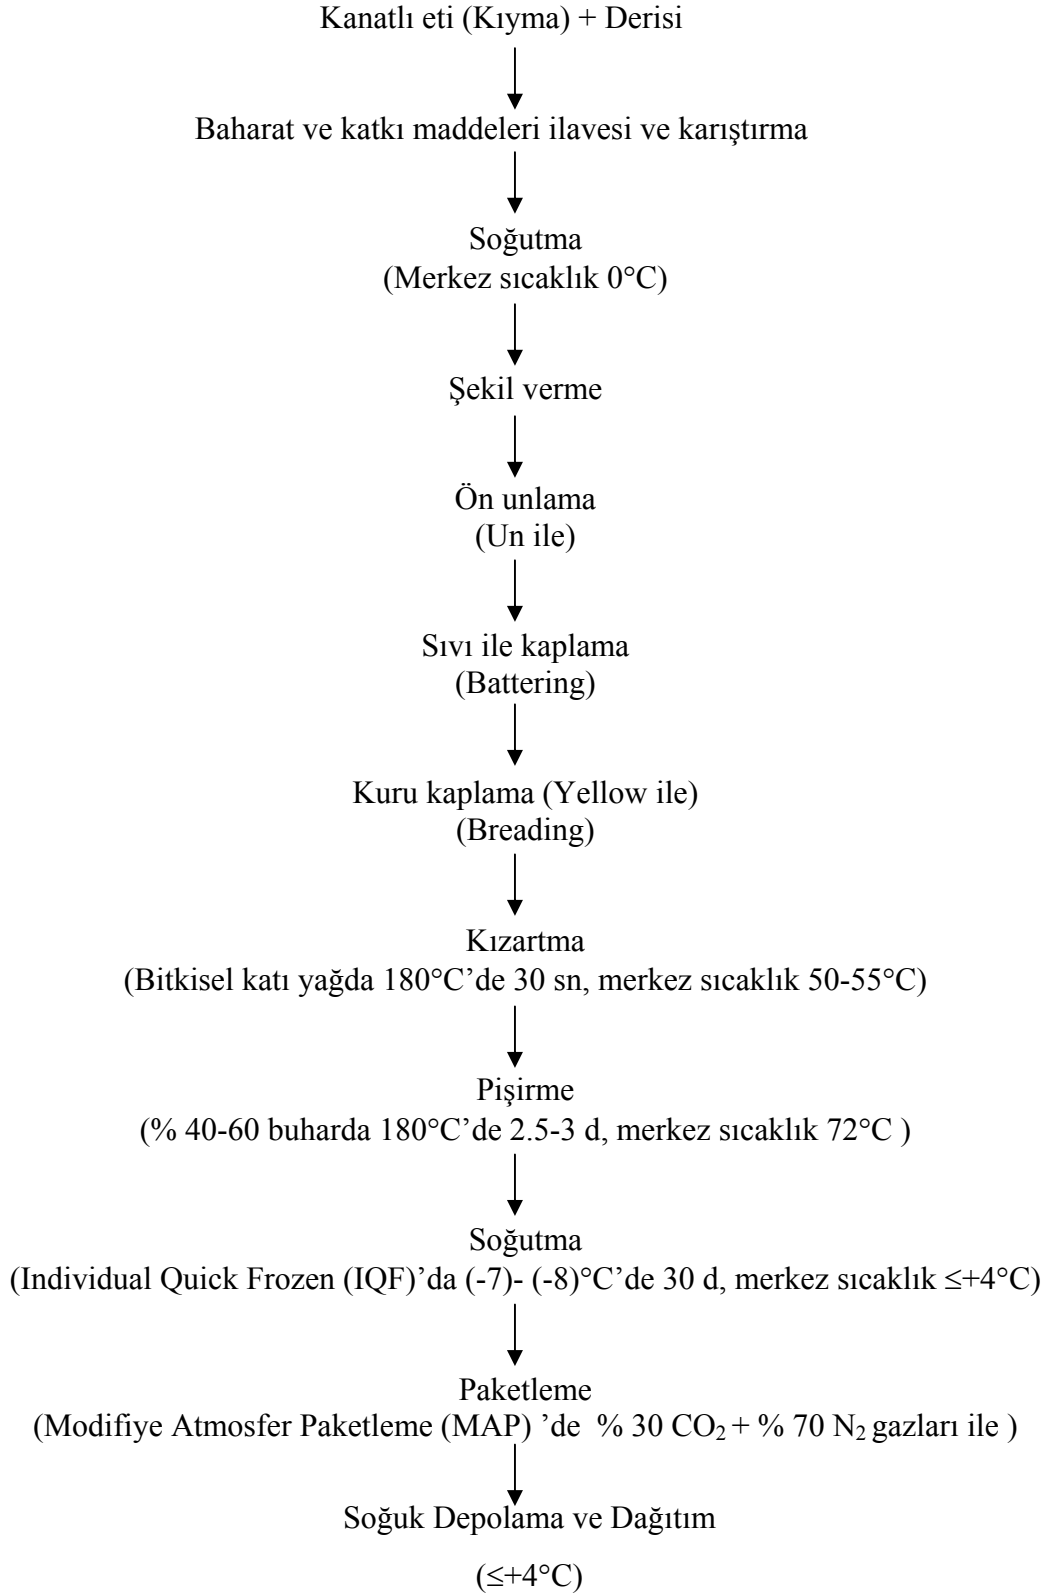 Kanatlı eti (Kıyma) + Derisi
Baharat ve katkı maddeleri ilavesi ve karıştırma
Soğutma
(Merkez sıcaklık 0°C)
Şekil verme
Ön unlama
(Un ile)
Sıvı ile kaplama
(Battering)
Kuru kaplama (Yellow ile)
(Breading)
Kızartma
(Bitkisel katı yağda 180°C’de 30 sn, merkez sıcaklık 50-55°C)
Pişirme
(% 40-60 buharda 180°C’de 2.5-3 d, merkez sıcaklık 72°C )
Soğutma
(Individual Quick Frozen (IQF)’da (-7)- (-8)°C’de 30 d, merkez sıcaklık ≤+4°C)
Paketleme
(Modifiye Atmosfer Paketleme (MAP) ’de % 30 CO₂ + % 70 N₂ gazları ile )
Soğuk Depolama ve Dağıtım
(≤+4°C)